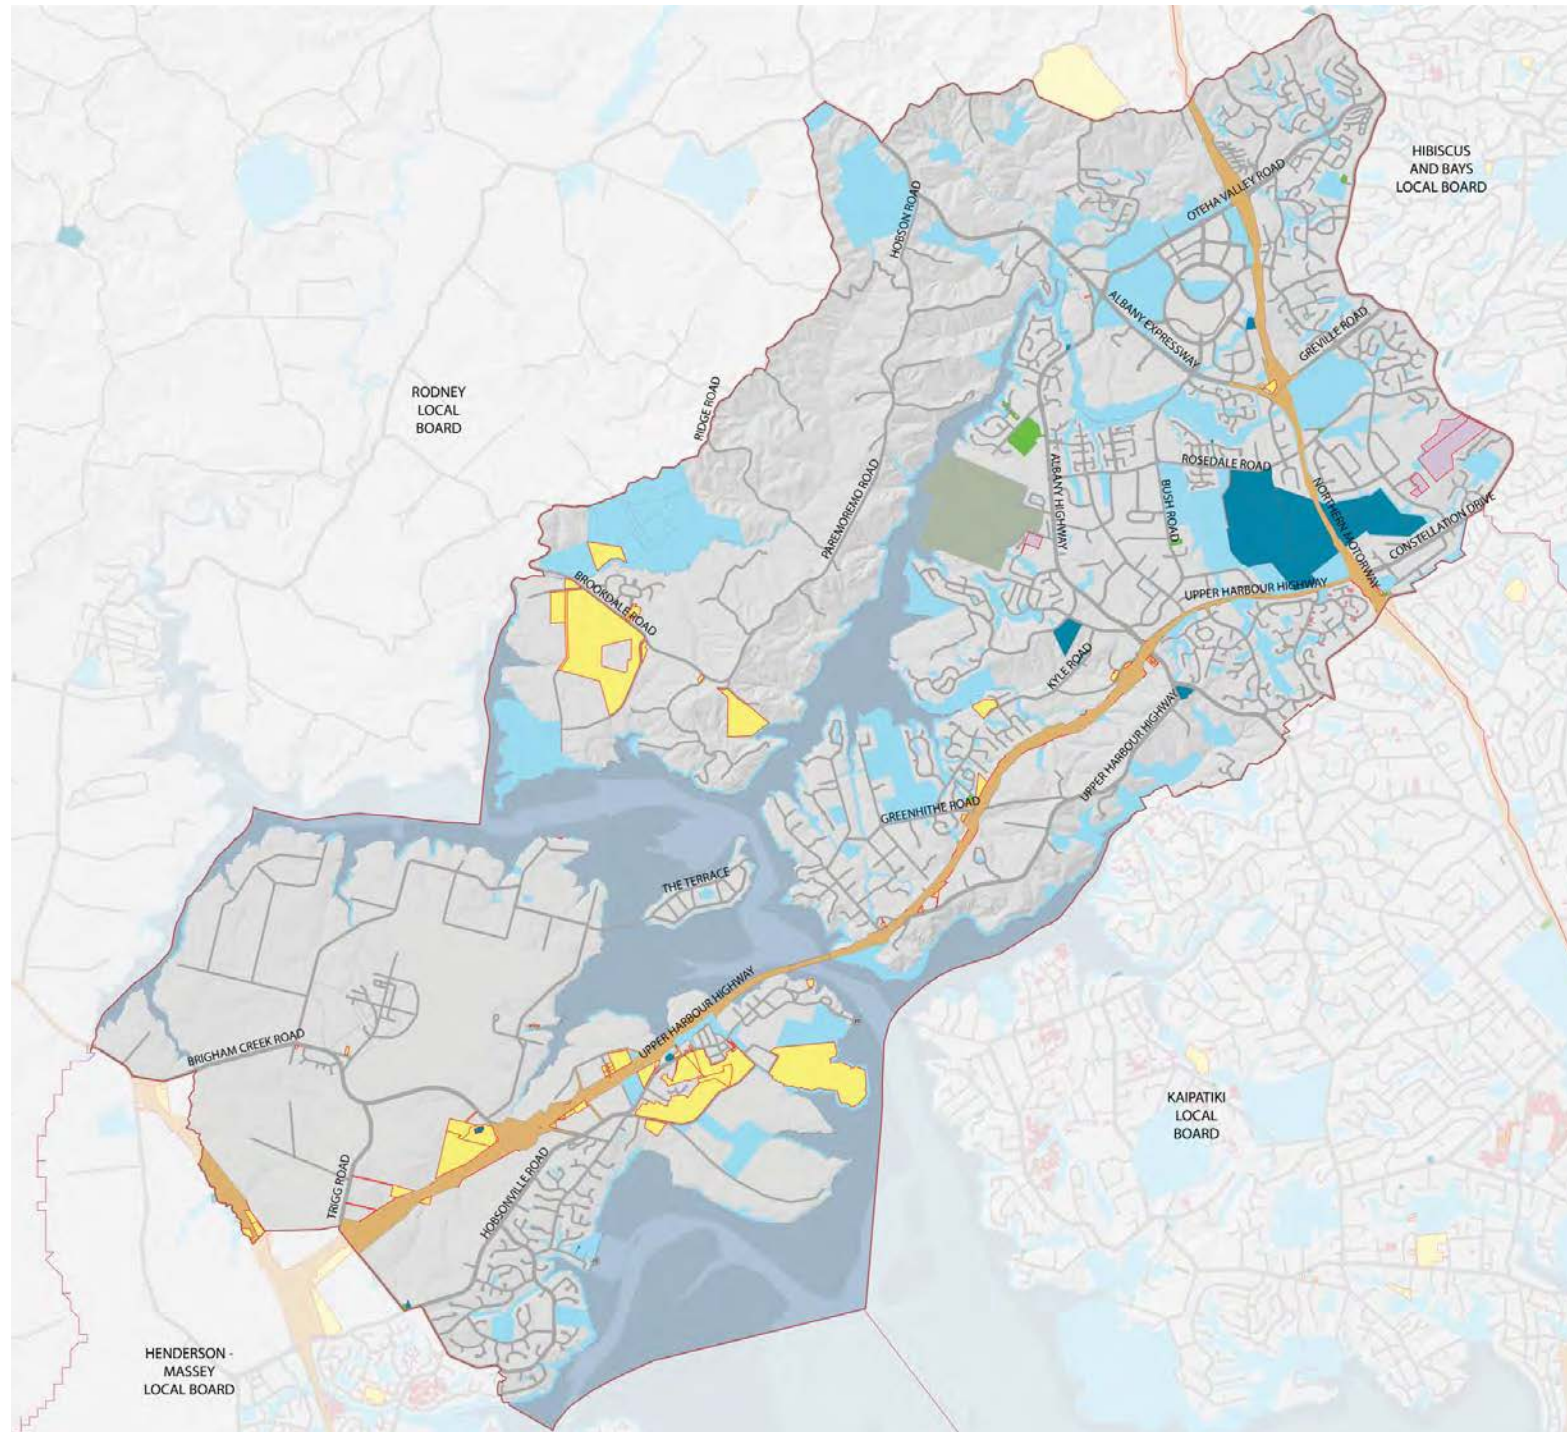 HIBISCUS
AND BAYS
LOCAL BOARD
OTEHA VALLEY ROAD
HOBSON ROAD
ALBANY EXPRESSWAY
GREVILLE ROAD
RODNEY
LOCAL
BOARD
RIDGE ROAD
PAREMOREMO ROAD
ALBANY HIGHWAY
ROSEDALE ROAD
BUSH ROAD
NORTHERN MOTORWAY
CONSTELLATION DRIVE
UPPER HARBOUR HIGHWAY
BROOKDALE ROAD
KYLE ROAD
UPPER HARBOUR HIGHWAY
GREENHITHE ROAD
THE TERRACE
UPPER HARBOUR HIGHWAY
BRIGHAM CREEK ROAD
KAIPATIKI
LOCAL
BOARD
TRIGG ROAD
HOBSONVILLE ROAD
HENDERSON -
MASSEY
LOCAL BOARD